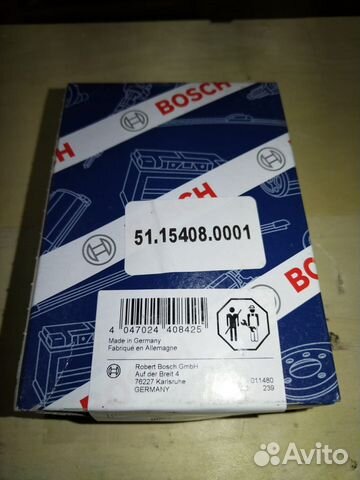 BOSCH
BOSCH
51.15408.0001
4 047024 408425
Made in Germany
Fabriqué en Allemagne
Robert Bosch GmbH
Auf der Breit 4
76227 Karlsruhe
GERMANY
011480
239
Avito